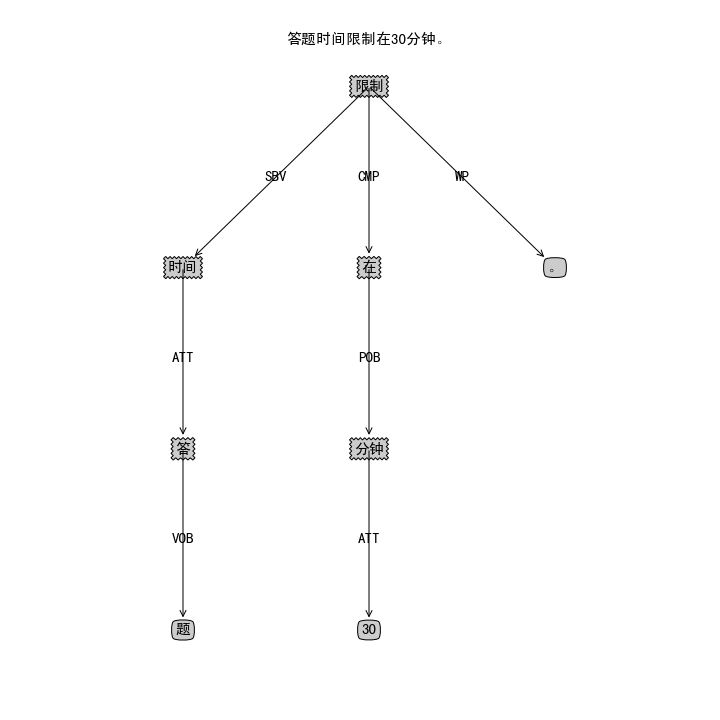 答题时间限制在30分钟。
限制
SBV CMP WP
时间 在 。
ATT POB
答 分钟
VOB ATT
题 30